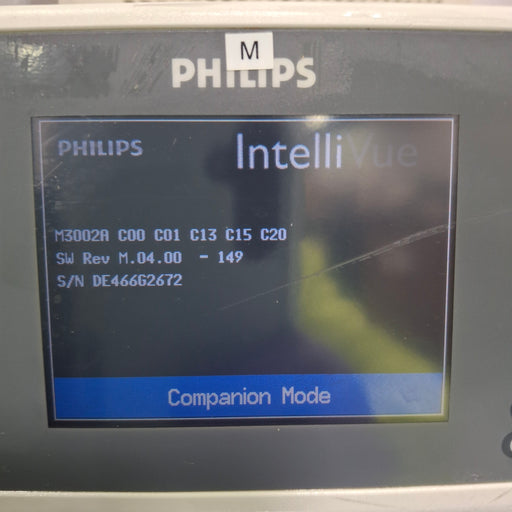 M
PHILIPS
PHILIPS IntelliVue
M3002A C00 C01 C13 C15 C20
SW Rev M.04.00 - 149
S/N DE466G2672
Companion Mode